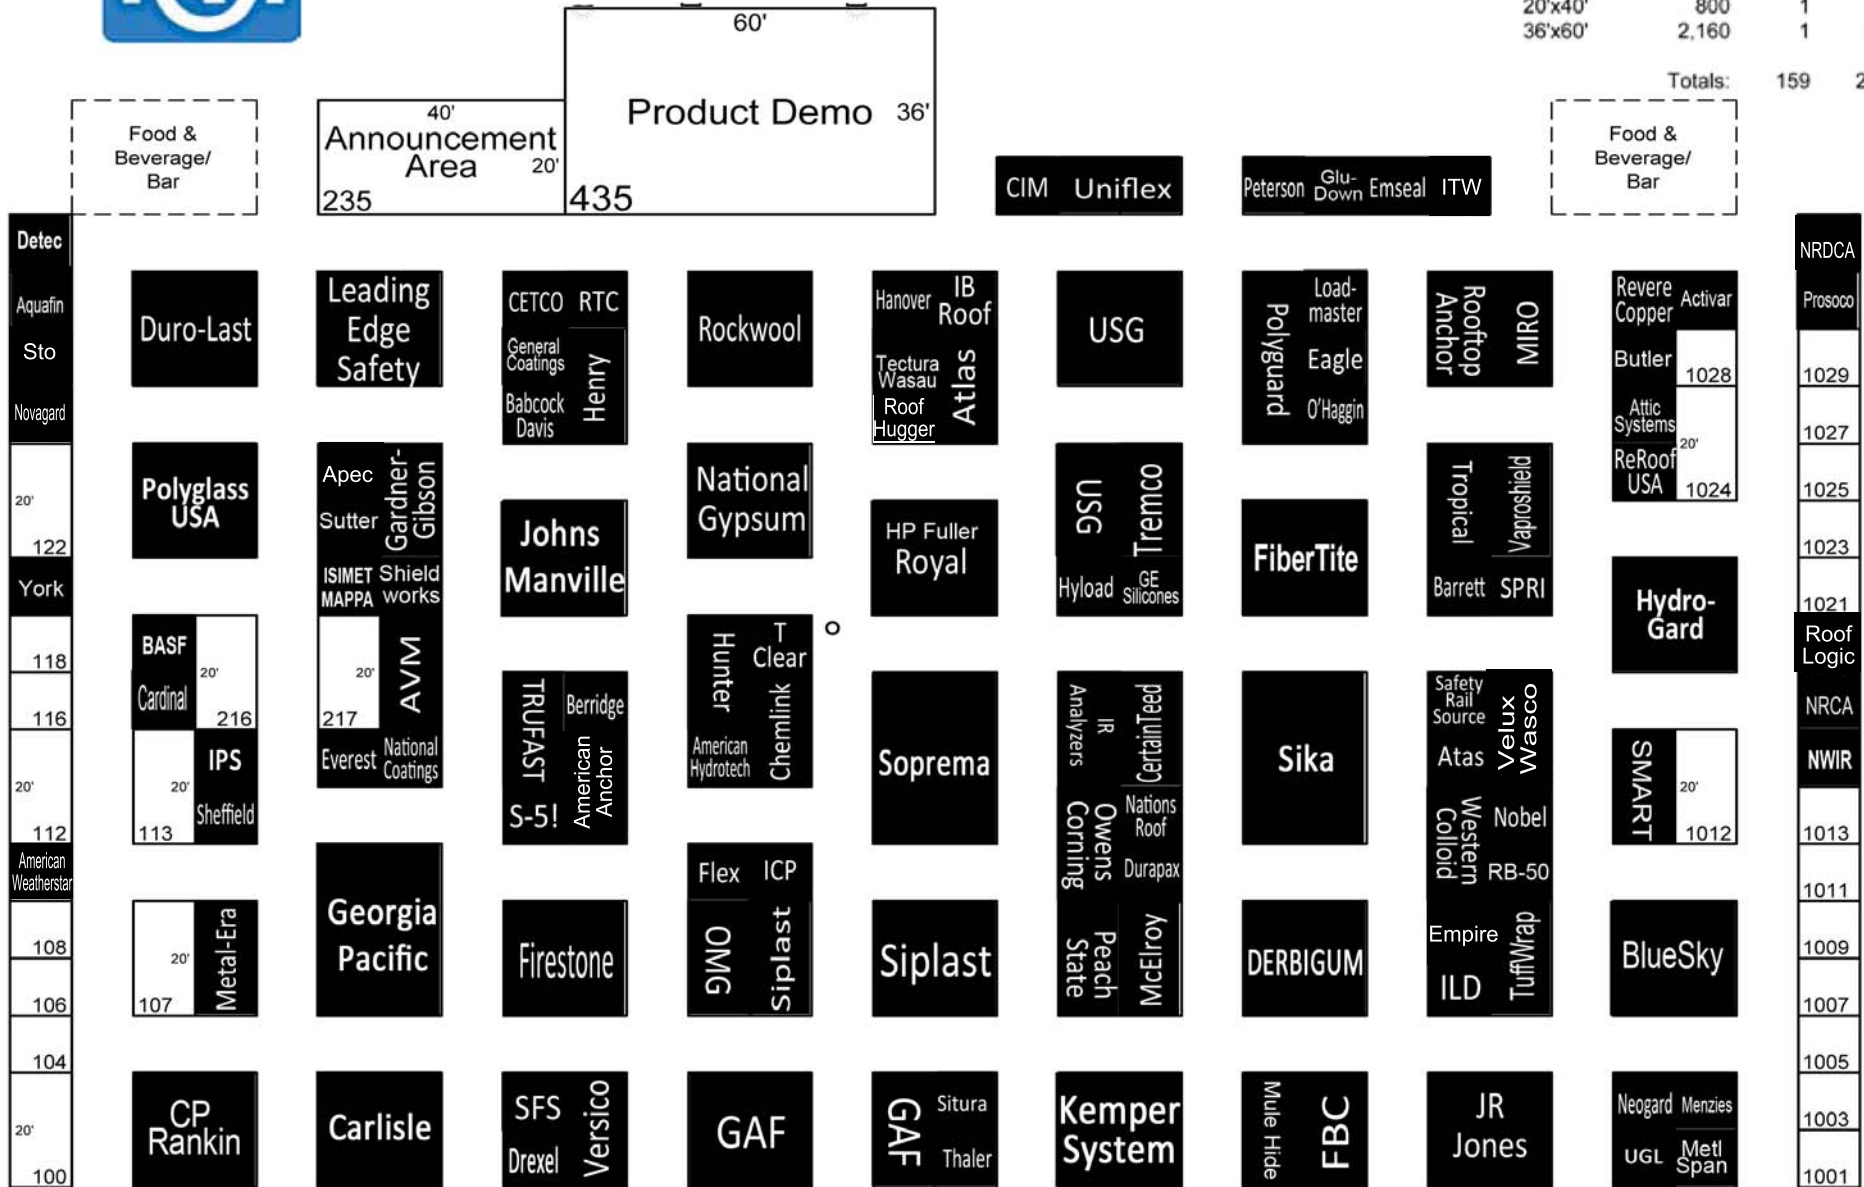 20'x40' 800 1
36'x60' 2,160 1
Totals: 159 2
60'
Product Demo 36'
435
40'
Announcement
Area
20'
235
Food &
Beverage/
Bar
CIM Uniflex
Peterson
Glu-
Down
Emseal
ITW
Food &
Beverage/
Bar
Detec
Aquafin
Sto
Novagard
20'
122
York
118
116
20'
112
American
Weatherstar
108
106
104
20'
100
Duro-Last
Polyglass
USA
BASF
Cardinal
20'
216
IPS
Sheffield
20'
113
20'
107
Metal-Era
CP
Rankin
Leading
Edge
Safety
Apec
Sutter
Gardner-
Gibson
ISIMET
MAPPA
Shield
works
20'
217
AVM
Everest
National
Coatings
Georgia
Pacific
Carlisle
CETCO
RTC
General
Coatings
Henry
Babcock
Davis
Johns
Manville
TRUFAST
Berridge
S-5!
American
Anchor
Firestone
SFS
Drexel
Versico
Rockwool
National
Gypsum
Hunter
T
Clear
American
Hydrotech
Chemlink
Flex
ICP
OMG
Siplast
GAF
Hanover
IB
Roof
Tectura
Wasau
Atlas
Roof
Hugger
HP Fuller
Royal
Soprema
Siplast
GAF
Situra
Thaler
USG
USG
Tremco
Hyload
GE
Silicones
IR
Analyzers
CertainTeed
Owens
Corning
Nations
Roof
Durapax
Peach
State
McElroy
Kemper
System
Polyguard
Load-
master
Eagle
O'Haggin
FiberTite
Sika
DERBIGUM
Mule Hide
FBC
Rooftop
Anchor
MIRO
Tropical
Vaproshield
Barrett
SPRI
Safety
Rail
Source
Velux
Wasco
Atas
Western
Colloid
Nobel
RB-50
Empire
ILD
TuffWrap
JR
Jones
Revere
Copper
Activar
Butler
1028
Attic
Systems
20'
ReRoof
USA
1024
Hydro-
Gard
SMART
20'
1012
BlueSky
Neogard
Menzies
UGL
Metl
Span
NRDCA
Prosoco
1029
1027
1025
1023
1021
Roof
Logic
NRCA
NWIR
1013
1011
1009
1007
1005
1003
1001